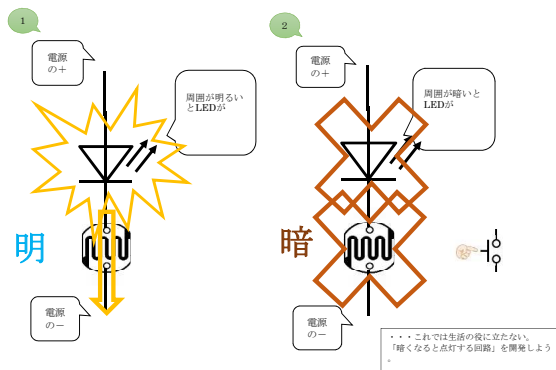 1
電源
の＋
周囲が明るい
とLEDが
明
電源
の－
2
電源
の＋
周囲が暗いと
LEDが
暗
電源
の－
・・・これでは生活の役に立たない。
「暗くなると点灯する回路」を開発しよう
。